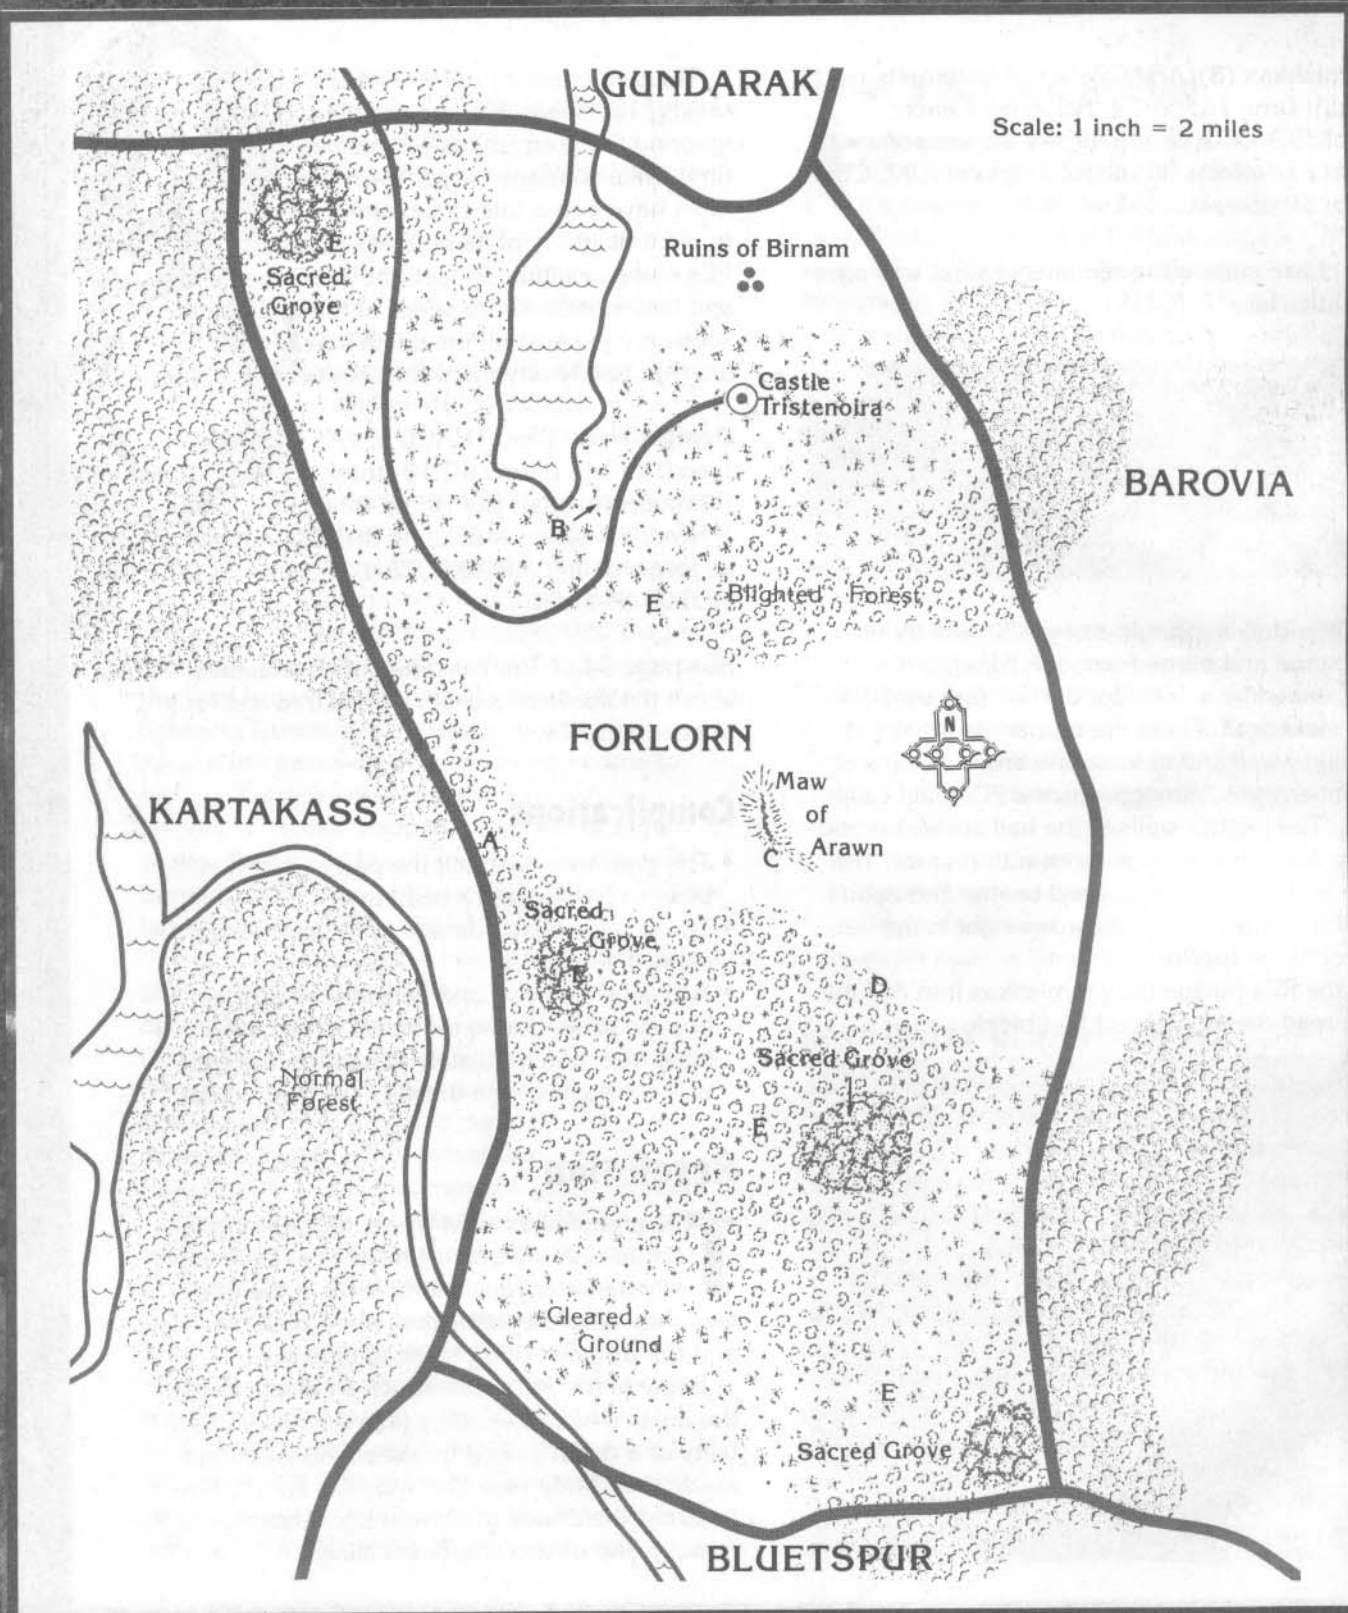 GUNDARAK
Scale: 1 inch = 2 miles
E
Sacred
Grove
Ruins of Birnam
Castle
Tristenoira
BAROVIA
B
E
Blighted Forest
N
FORLORN
Maw
of
Arawn
C
KARTAKASS
A
Sacred
Grove
E
D
Sacred Grove
E
Normal
Forest
Cleared
Ground
E
Sacred Grove
BLUETSPUR